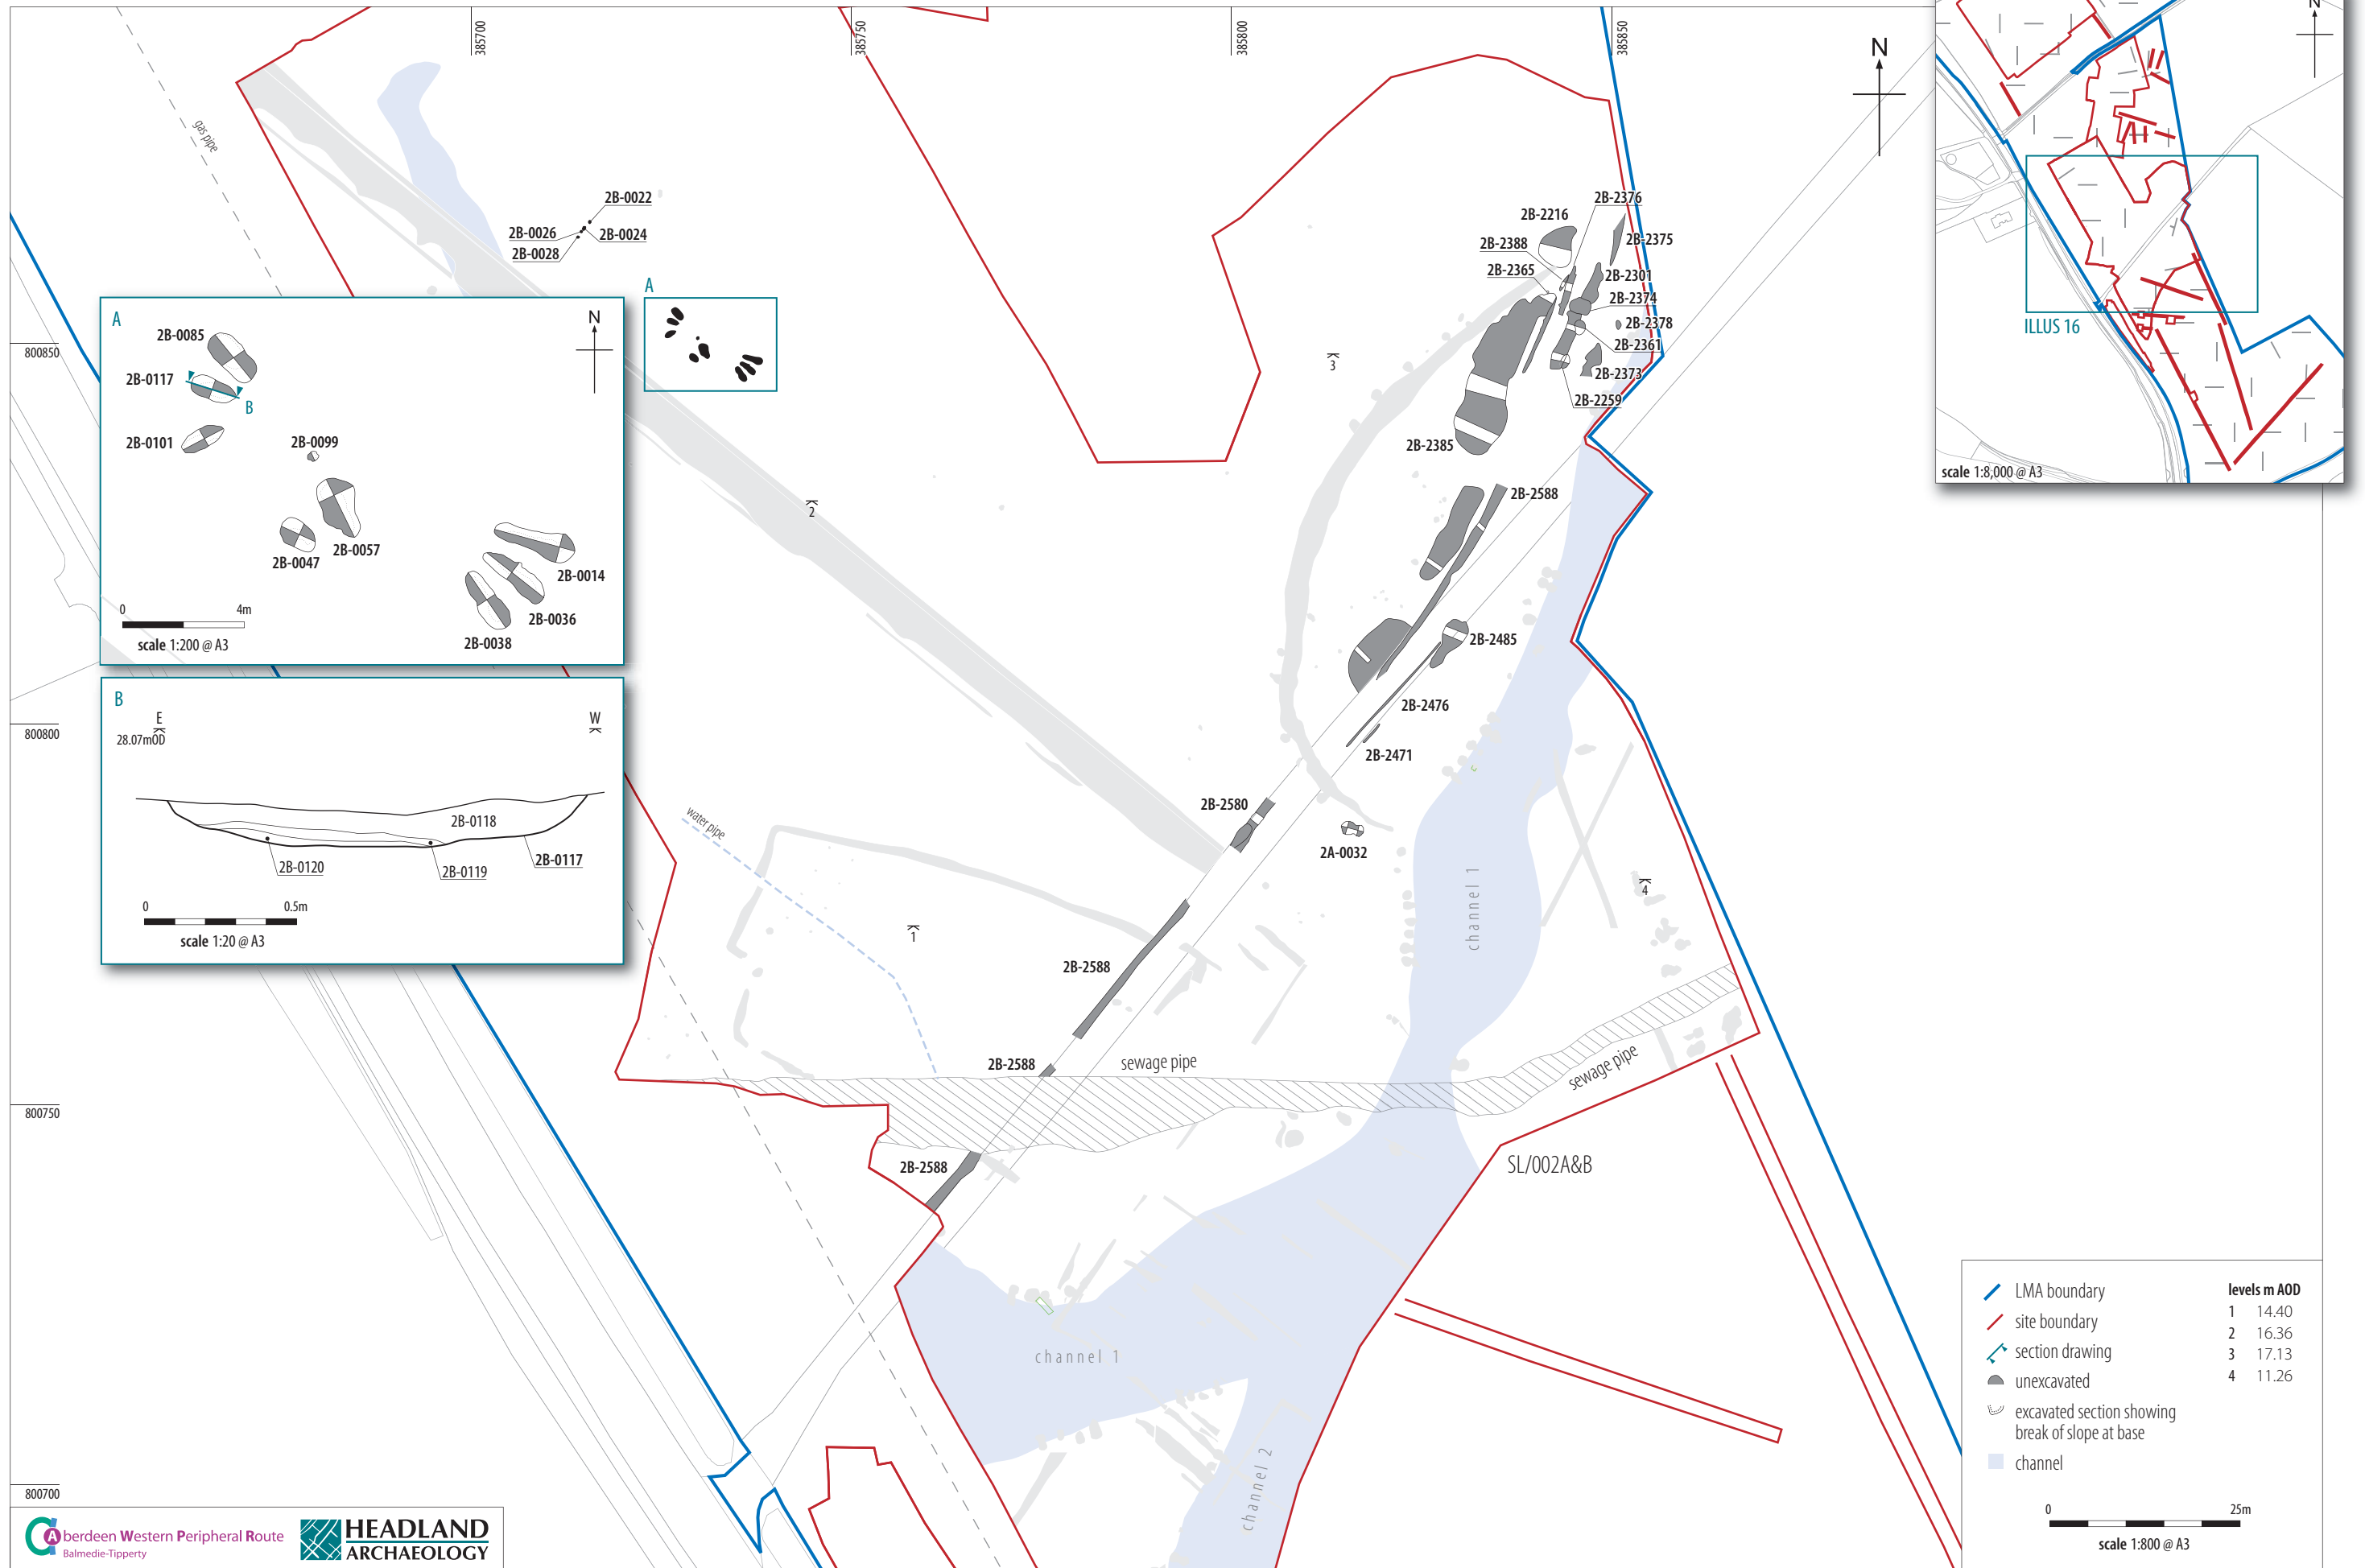 385700
385750
385800
385850
N
N
gas pipe
2B-0022
2B-0026
2B-0024
2B-0028
A
2B-2376
2B-2216
2B-2388
2B-2375
2B-2365
2B-2301
2B-2374
2B-2378
2B-2361
2B-2373
2B-2259
2B-2385
3
2
2B-2588
2B-2485
2B-2476
2B-2471
2B-2580
2A-0032
ILLUS 16
scale 1:8,000 @ A3
800850
800800
800750
800700
A
N
2B-0085
2B-0117
B
2B-0101
2B-0099
2B-0047
2B-0057
2B-0014
2B-0036
2B-0038
0 4m
scale 1:200 @ A3
B
E
W
28.07mOD
2B-0118
2B-0120
2B-0119
2B-0117
0 0.5m
scale 1:20 @ A3
water pipe
1
4
channel 1
2B-2588
2B-2588
sewage pipe
sewage pipe
2B-2588
SL/002A&B
channel 1
channel 2
LMA boundary
site boundary
section drawing
unexcavated
excavated section showing
break of slope at base
channel
levels m AOD
1 14.40
2 16.36
3 17.13
4 11.26
0 25m
scale 1:800 @ A3
Aberdeen Western Peripheral Route
Balmedie-Tipperty
HEADLAND
ARCHAEOLOGY